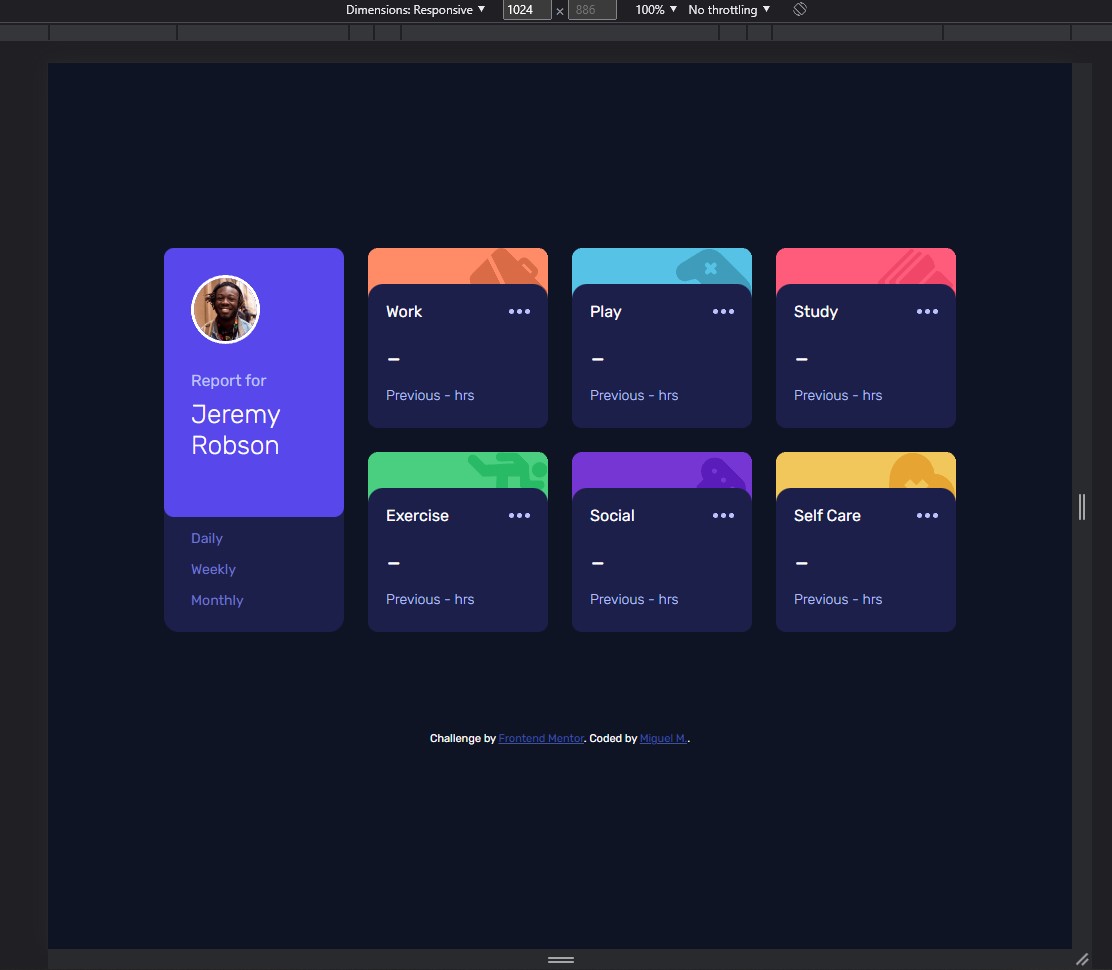 Dimensions: Responsive ▼ 1024 × 886 100% ▼ No throttling ▼
Report for
Jeremy
Robson
Daily
Weekly
Monthly
Work
-
Previous - hrs
Play
-
Previous - hrs
Study
-
Previous - hrs
Exercise
-
Previous - hrs
Social
-
Previous - hrs
Self Care
-
Previous - hrs
Challenge by Frontend Mentor. Coded by Miguel M..